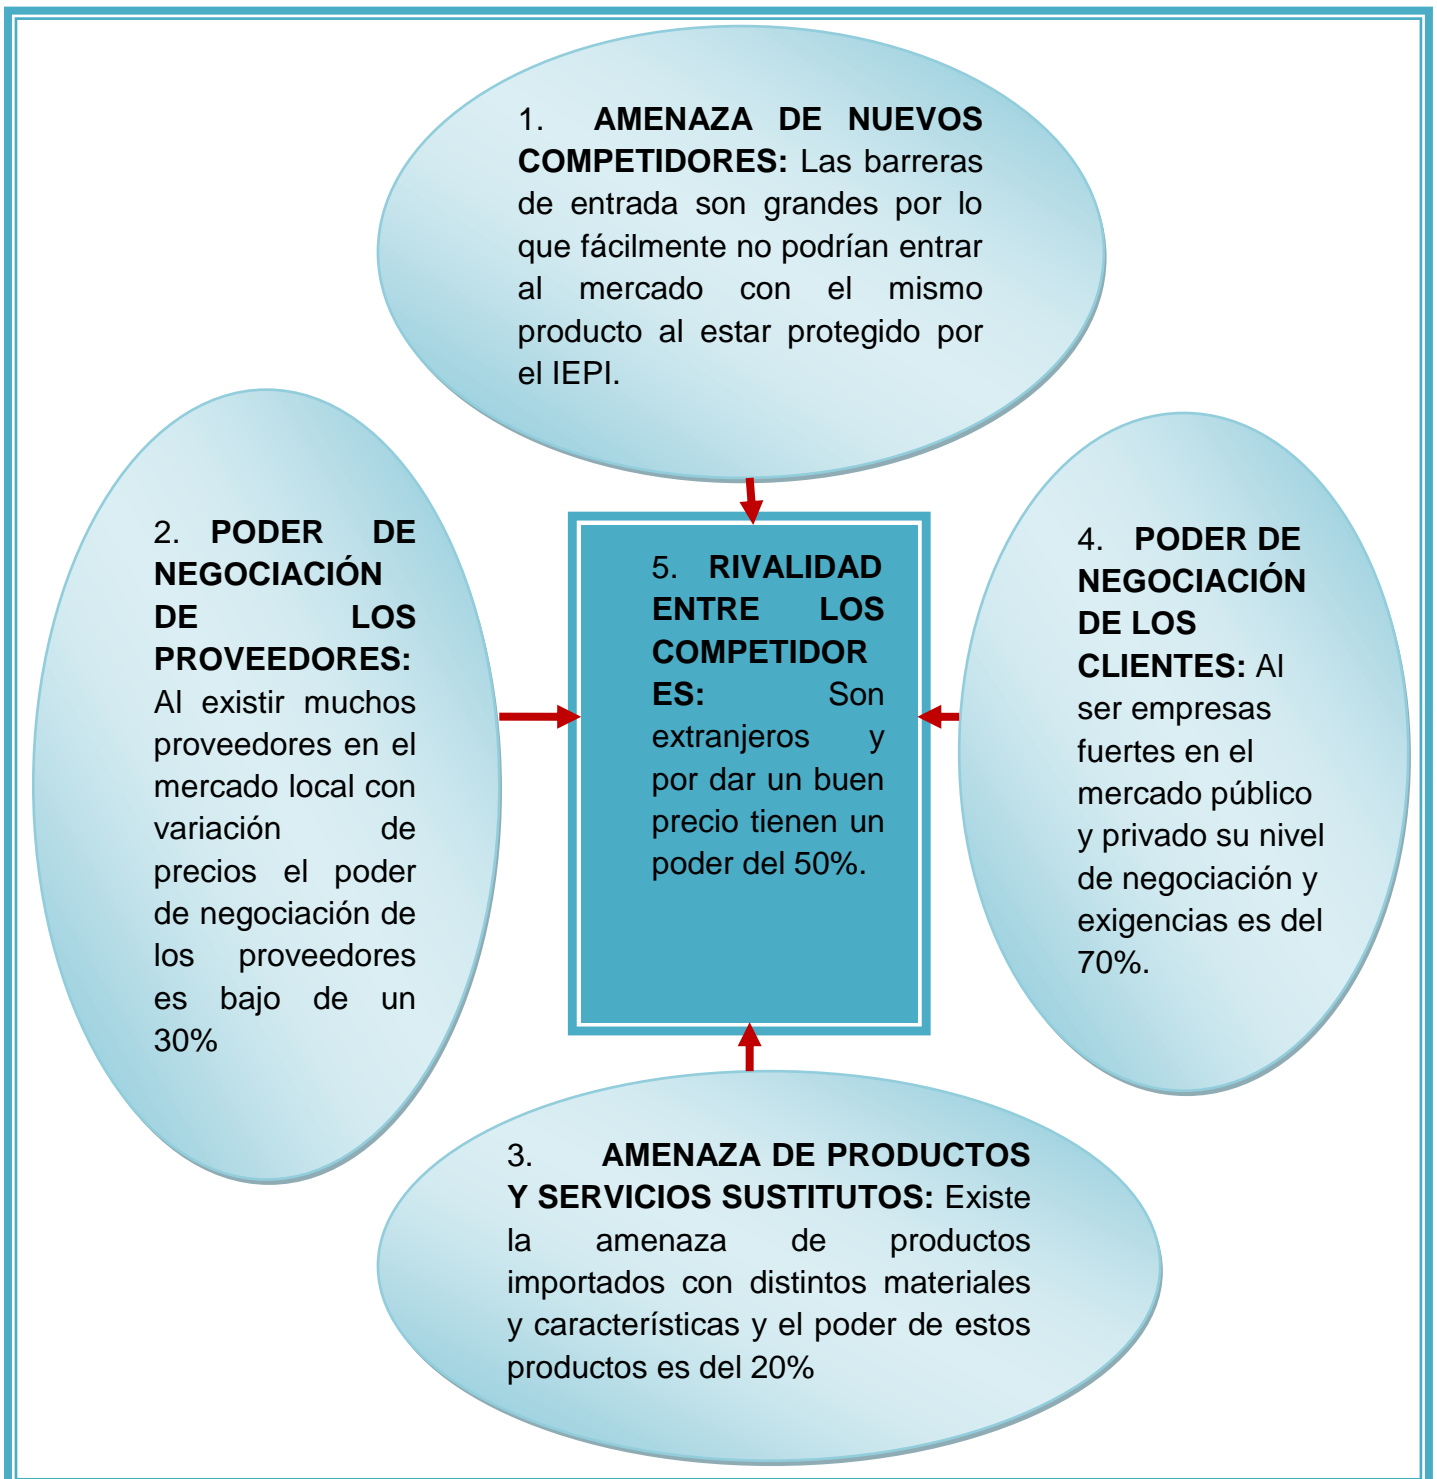 1. AMENAZA DE NUEVOS
COMPETIDORES: Las barreras
de entrada son grandes por lo
que fácilmente no podrían entrar
al mercado con el mismo
producto al estar protegido por
el IEPI.
2. PODER DE
NEGOCIACIÓN
DE LOS
PROVEEDORES:
Al existir muchos
proveedores en el
mercado local con
variación de
precios el poder
de negociación de
los proveedores
es bajo de un
30%
5. RIVALIDAD
ENTRE LOS
COMPETIDOR
ES: Son
extranjeros y
por dar un buen
precio tienen un
poder del 50%.
4. PODER DE
NEGOCIACIÓN
DE LOS
CLIENTES: Al
ser empresas
fuertes en el
mercado público
y privado su nivel
de negociación y
exigencias es del
70%.
3. AMENAZA DE PRODUCTOS
Y SERVICIOS SUSTITUTOS: Existe
la amenaza de productos
importados con distintos materiales
y características y el poder de estos
productos es del 20%